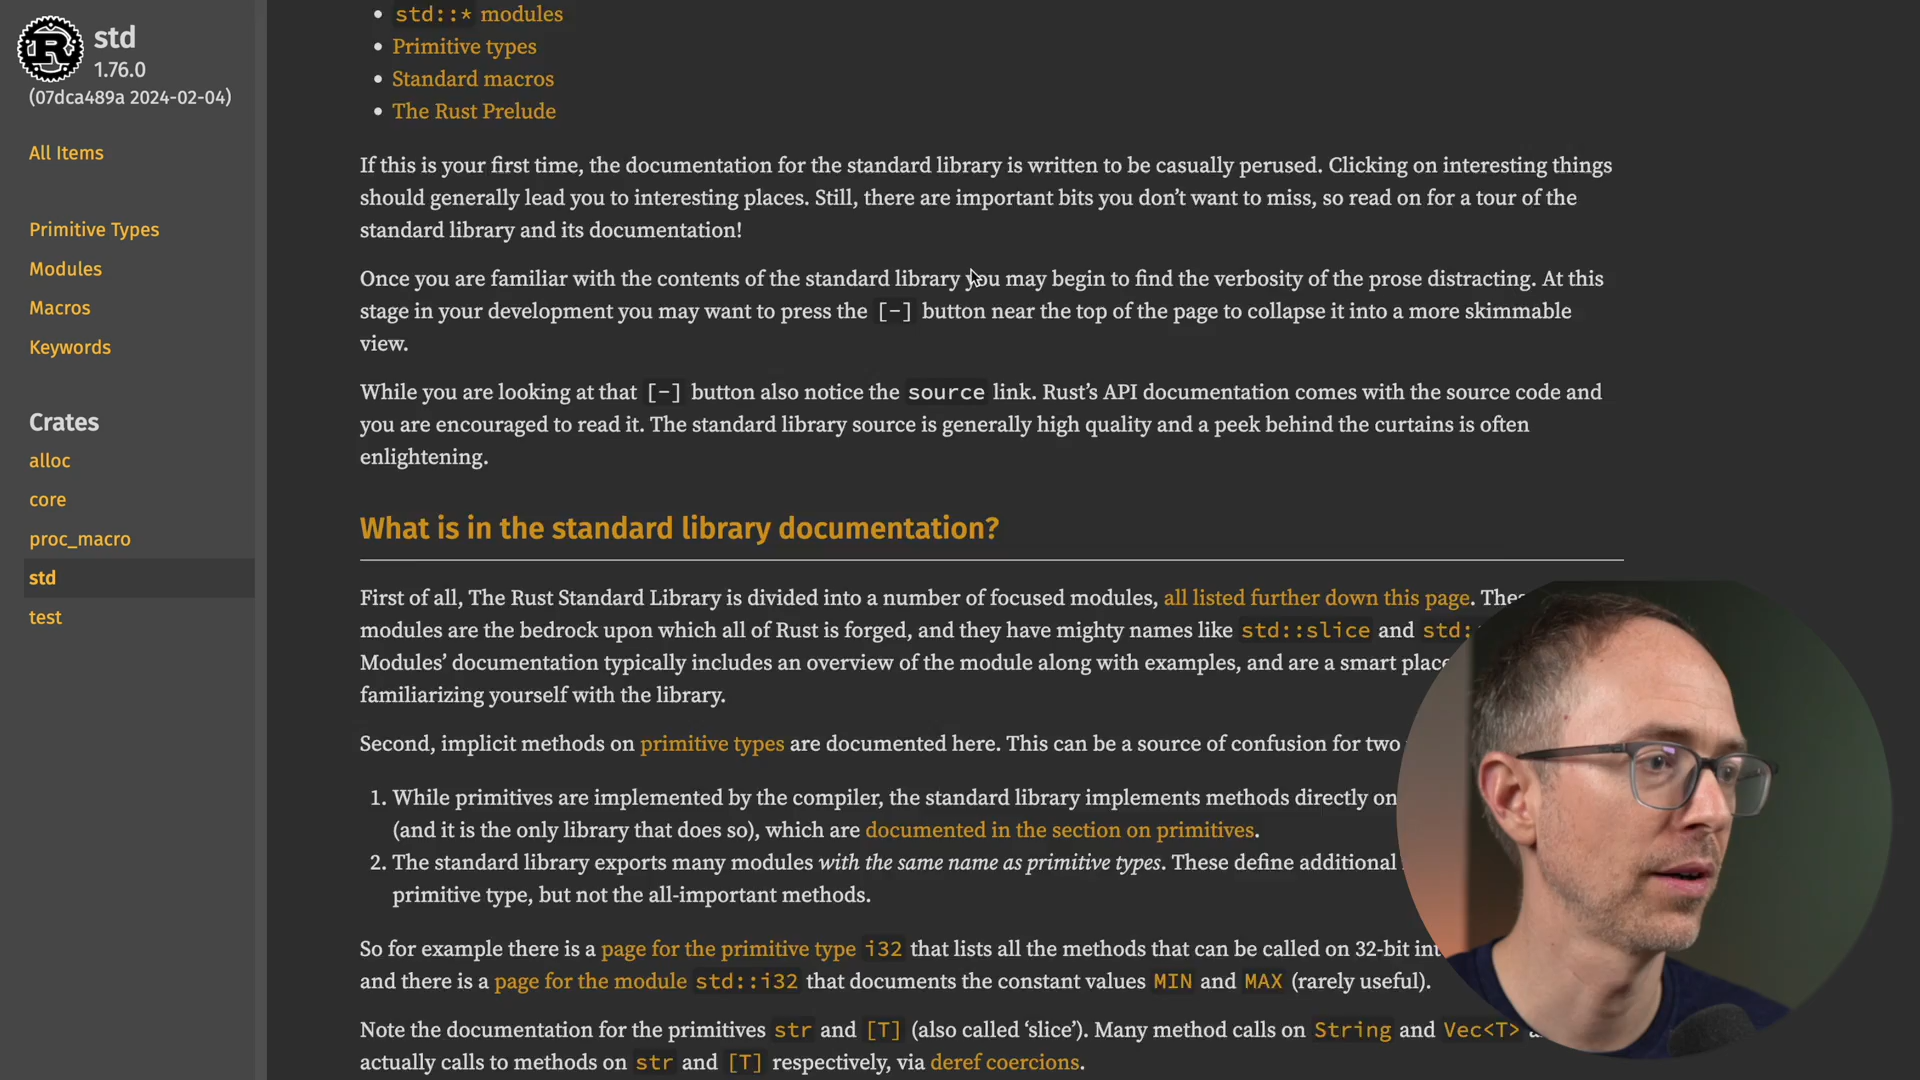 std
1.76.0
(07dca489a 2024-02-04)
All Items
Primitive Types
Modules
Macros
Keywords
Crates
alloc
core
proc_macro
std
test
• std::* modules
• Primitive types
• Standard macros
• The Rust Prelude
If this is your first time, the documentation for the standard library is written to be casually perused. Clicking on interesting things
should generally lead you to interesting places. Still, there are important bits you don’t want to miss, so read on for a tour of the
standard library and its documentation!
Once you are familiar with the contents of the standard library you may begin to find the verbosity of the prose distracting. At this
stage in your development you may want to press the [-] button near the top of the page to collapse it into a more skimmable
view.
While you are looking at that [-] button also notice the source link. Rust’s API documentation comes with the source code and
you are encouraged to read it. The standard library source is generally high quality and a peek behind the curtains is often
enlightening.
What is in the standard library documentation?
First of all, The Rust Standard Library is divided into a number of focused modules, all listed further down this page.
modules are the bedrock upon which all of Rust is forged, and they have mighty names like std::slice and std:
Modules’ documentation typically includes an overview of the module along with examples, and are a smart place
familiarizing yourself with the library.
Second, implicit methods on primitive types are documented here. This can be a source of confusion for two
1. While primitives are implemented by the compiler, the standard library implements methods directly on
(and it is the only library that does so), which are documented in the section on primitives.
2. The standard library exports many modules with the same name as primitive types. These define additional
primitive type, but not the all-important methods.
So for example there is a page for the primitive type i32 that lists all the methods that can be called on 32-bit
and there is a page for the module std::i32 that documents the constant values MIN and MAX (rarely useful).
Note the documentation for the primitives str and [T] (also called ‘slice’). Many method calls on String and Vec<T>
actually calls to methods on str and [T] respectively, via deref coercions.